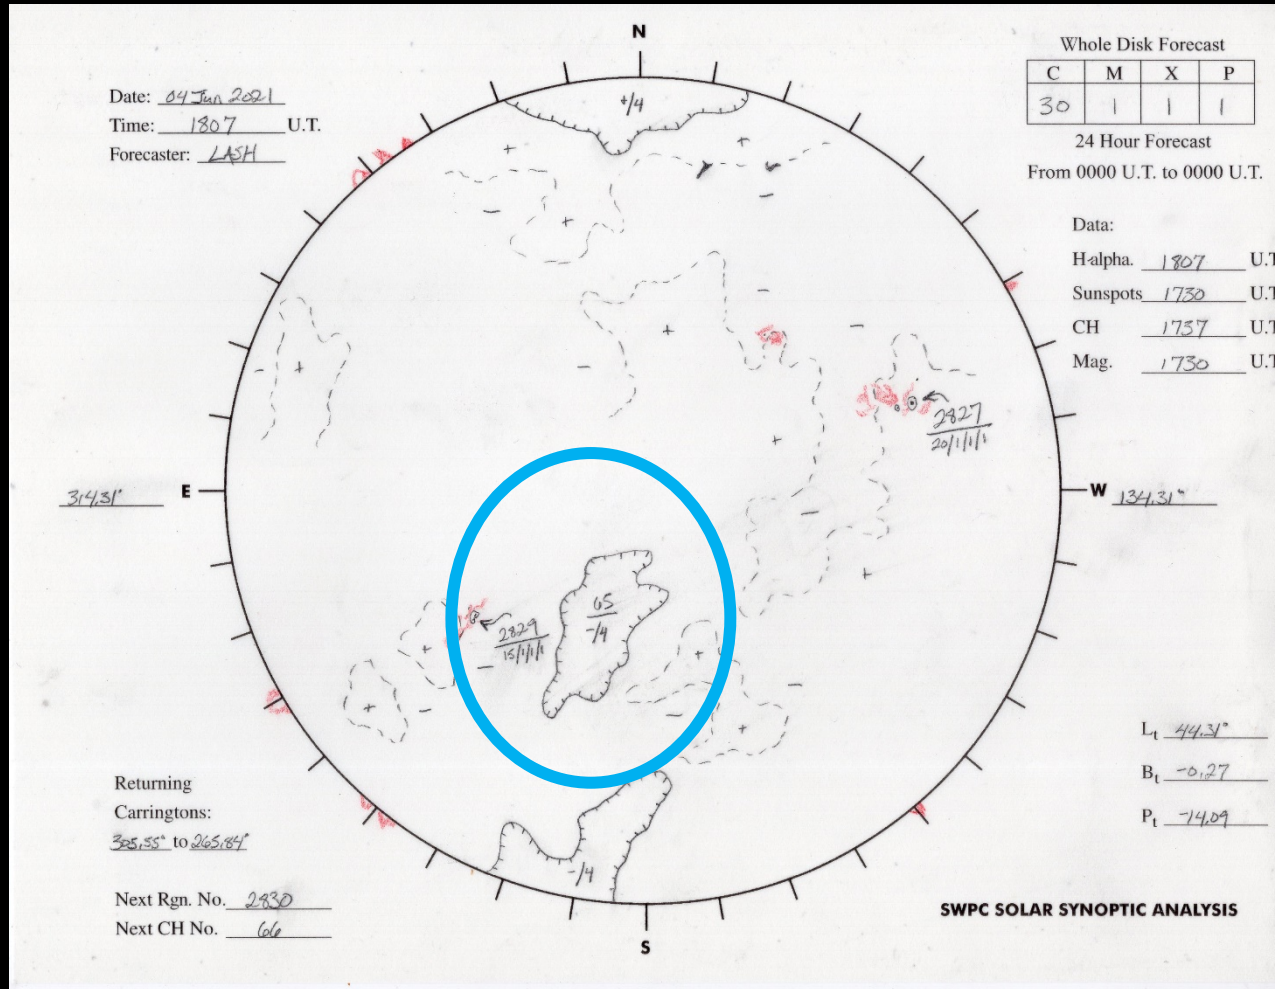 N
Whole Disk Forecast
C M X P
30 1 1 1
24 Hour Forecast
From 0000 U.T. to 0000 U.T.
Date: 04 Jun 2021
Time: 1807 U.T.
Forecaster: LASH
Data:
H-alpha. 1807 U.T
Sunspots 1730 U.T
CH 1737 U.T
Mag. 1730 U.T
+/4
+
+
-
+
-
-
+
-
-
+
-
2827
20/1/1/1
+
314.31° E
W 134.31°
-
+
65
-/4
2829
15/1/1/1
+
-
+
-
+
-
-
+
Lt 44.31°
Bt -0.27
Pt -14.09
Returning
Carringtons:
305.55° to 265.84°
-/4
Next Rgn. No. 2830
Next CH No. 66
SWPC SOLAR SYNOPTIC ANALYSIS
S